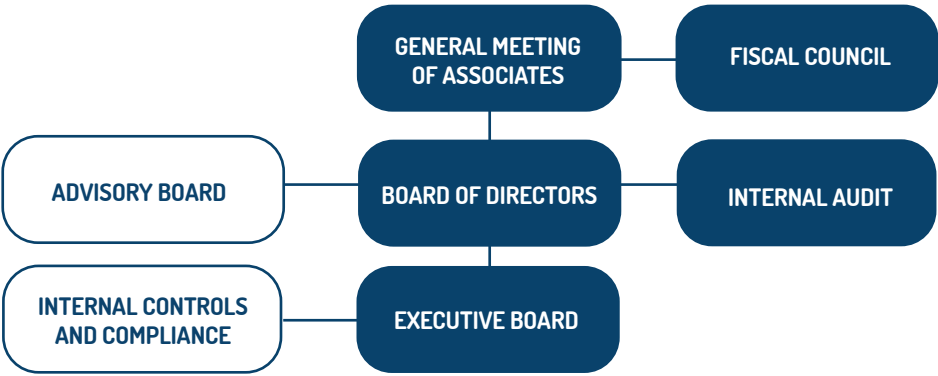 GENERAL MEETING
OF ASSOCIATES
FISCAL COUNCIL
ADVISORY BOARD
BOARD OF DIRECTORS
INTERNAL AUDIT
INTERNAL CONTROLS
AND COMPLIANCE
EXECUTIVE BOARD